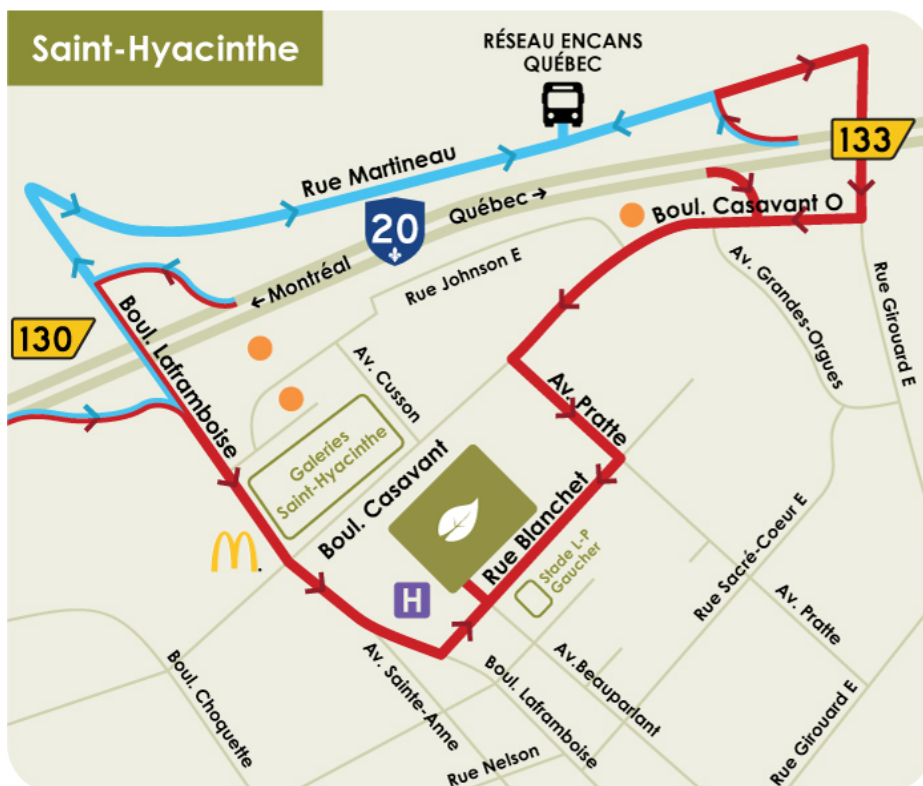 Saint-Hyacinthe
RÉSEAU ENCANS
QUÉBEC
133
Rue Martineau
Québec →
Boul. Casavant O
20
← Montréal
Rue Johnson E
Av. Grandes-Orgues
Rue Girouard E
130
Boul. Laframboise
Av. Cusson
Av. Pratte
Galeries
Saint-Hyacinthe
Boul. Casavant
Rue Blanchet
Stade L-P
Gaucher
Rue Sacré-Coeur E
M.
H
Av. Pratte
Boul. Choquette
Av. Sainte-Anne
Boul. Laframboise
Av.Beauparlant
Rue Girouard E
Rue Nelson